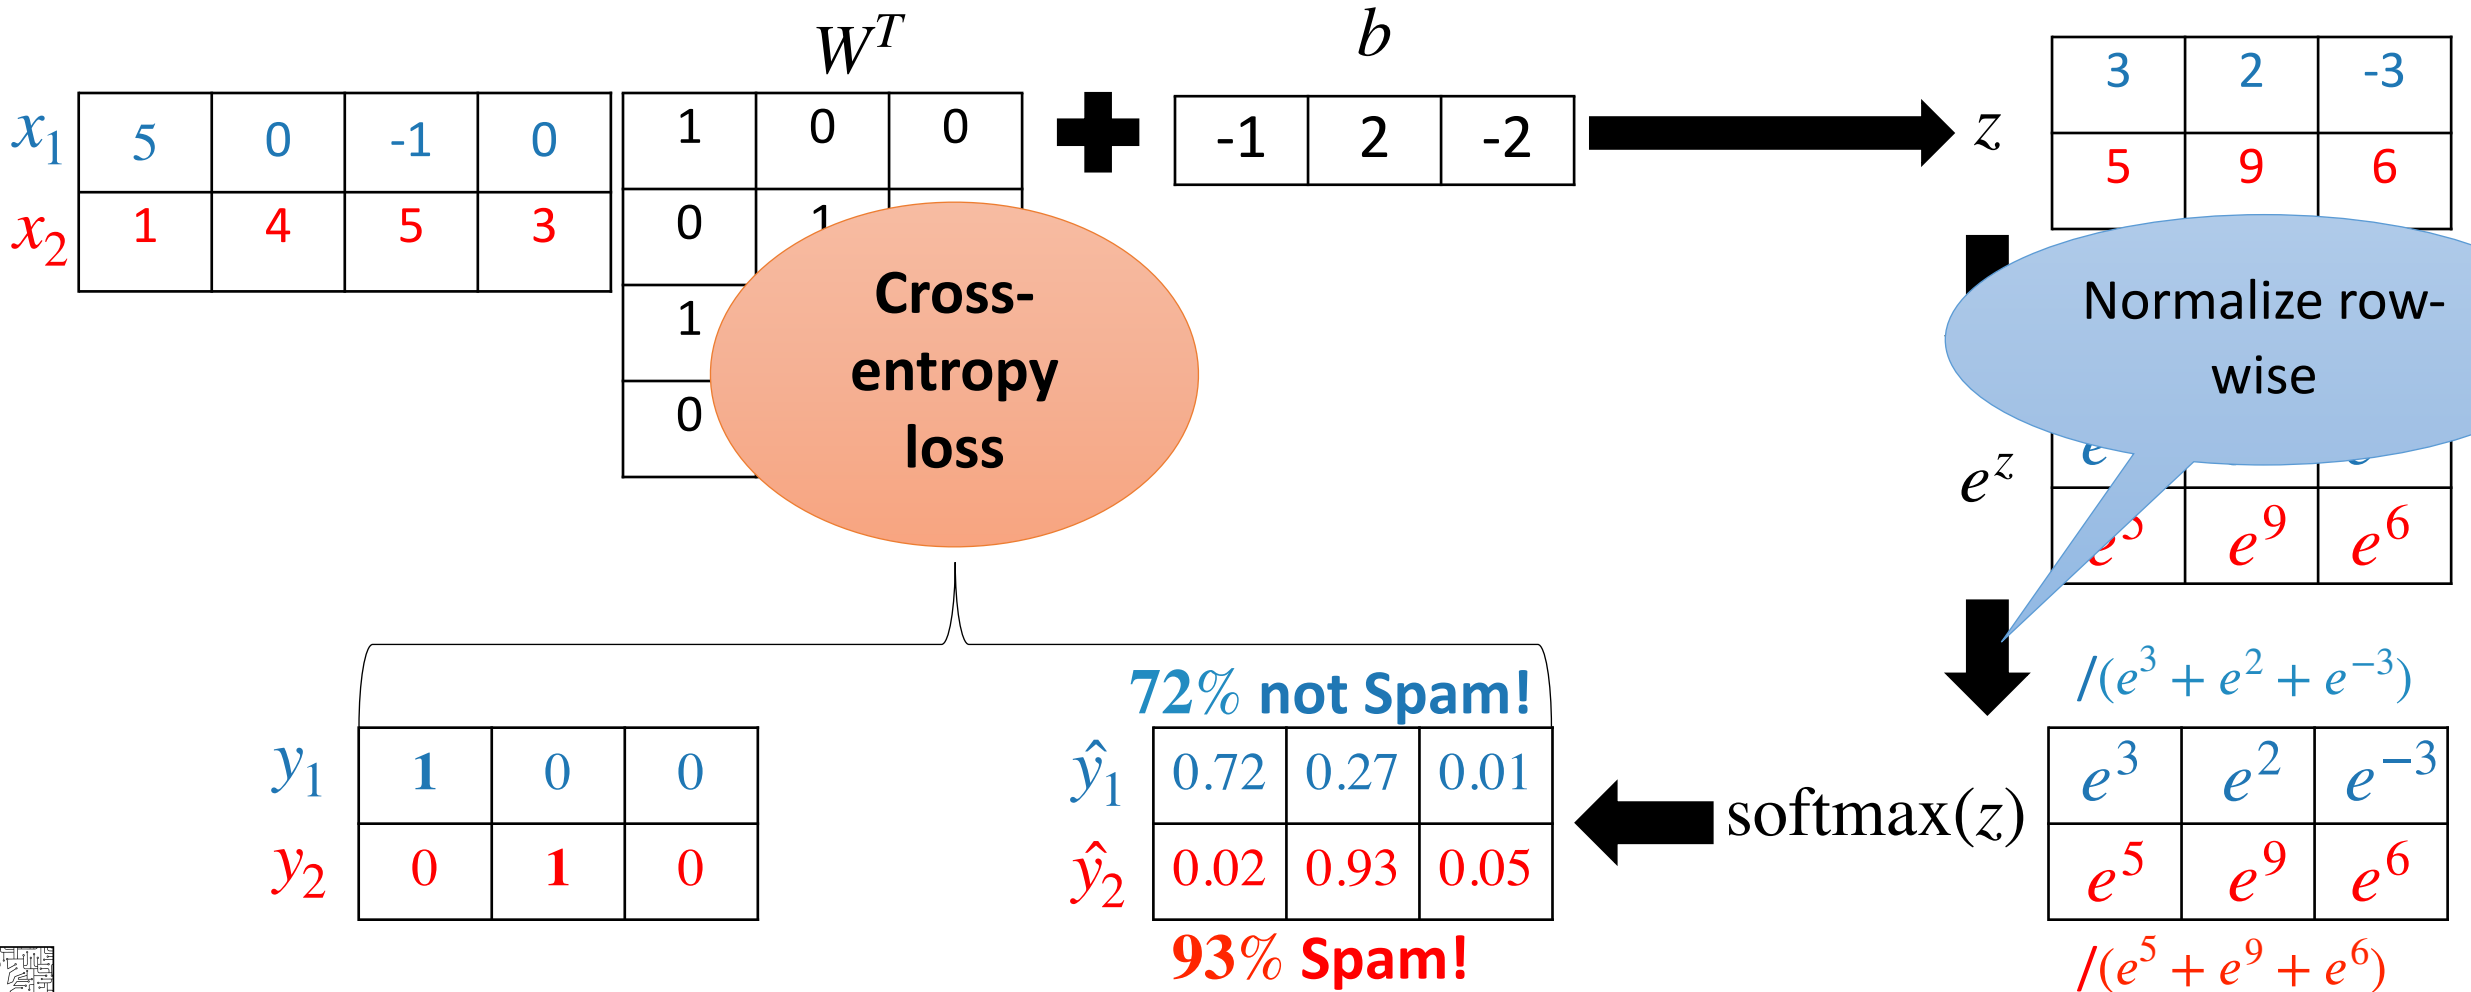 Wᵀ b
x₁ 5 0 -1 0 1 0 0 -1 2 -2 z 3 2 -3
x₂ 1 4 5 3 0 1 5 9 6
1
0
Cross-
entropy
loss
Normalize row-
wise
e^z
e^5 e^9 e^6
/(e^3 + e^2 + e^−3)
72% not Spam!
y₁ 1 0 0 ŷ₁ 0.72 0.27 0.01 softmax(z) e^3 e^2 e^−3
y₂ 0 1 0 ŷ₂ 0.02 0.93 0.05 e^5 e^9 e^6
93% Spam!
/(e^5 + e^9 + e^6)